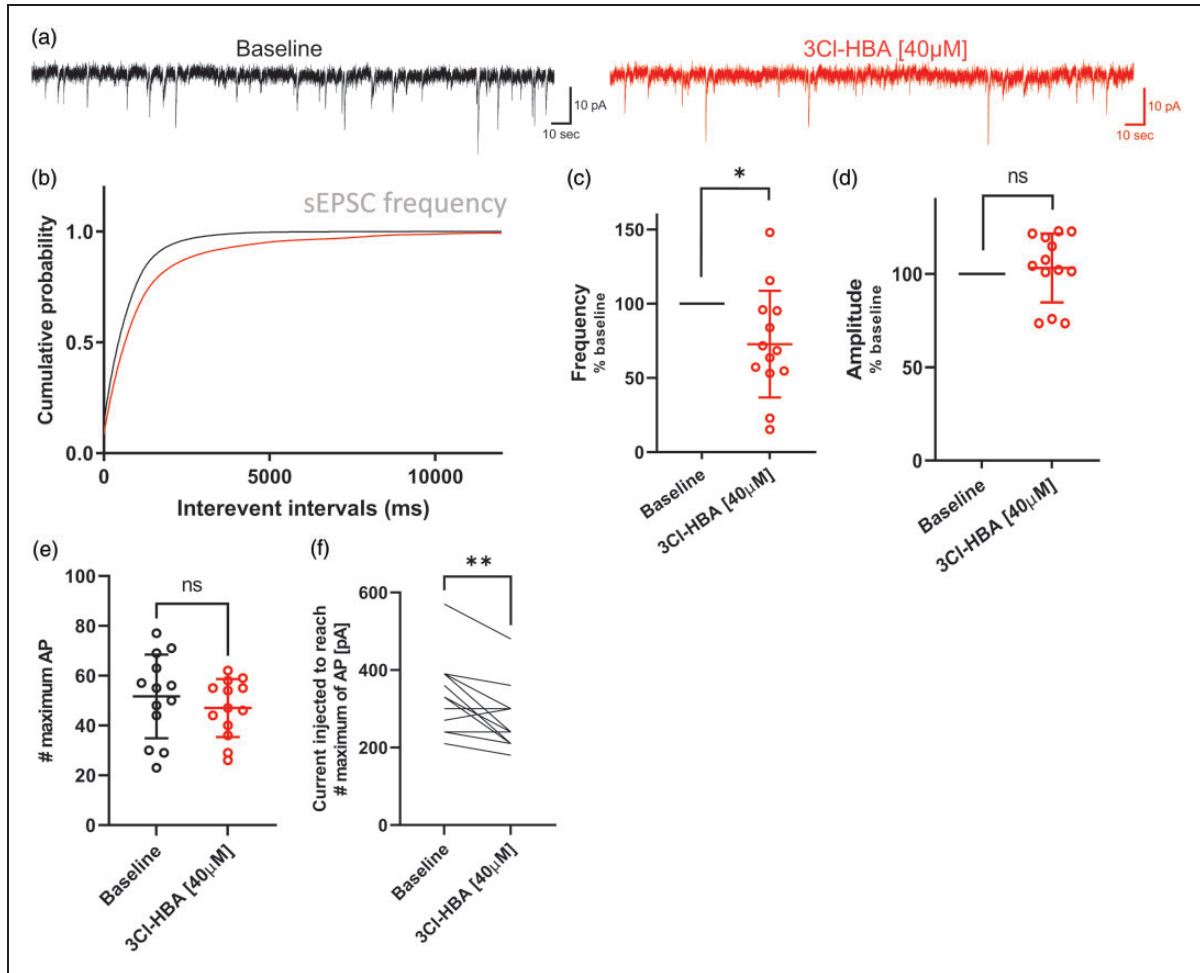 (a)
Baseline
3Cl-HBA [40µM]
10 pA
10 sec
10 pA
10 sec
(b)
sEPSC frequency
Cumulative probability
1.0
0.5
0.0
0
5000
10000
Interevent intervals (ms)
(c)
*
Frequency
% baseline
150
100
50
0
Baseline
3Cl-HBA [40µM]
(d)
ns
Amplitude
% baseline
100
50
0
Baseline
3Cl-HBA [40µM]
(e)
ns
# maximum AP
100
80
60
40
20
0
Baseline
3Cl-HBA [40µM]
(f)
**
Current injected to reach
# maximum of AP [pA]
600
400
200
0
Baseline
3Cl-HBA [40µM]